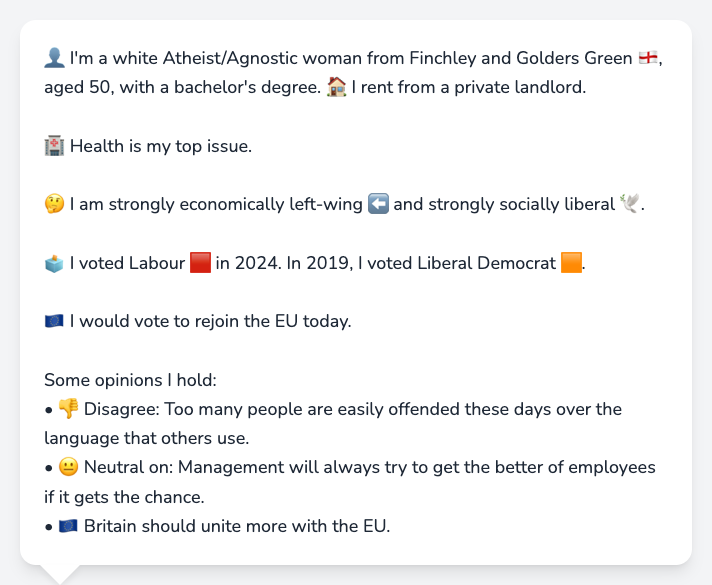 👤 I'm a white Atheist/Agnostic woman from Finchley and Golders Green 🏴󠁧󠁢󠁥󠁮󠁧󠁿,
aged 50, with a bachelor's degree. 🏠 I rent from a private landlord.
🏥 Health is my top issue.
🤔 I am strongly economically left-wing ⬅️ and strongly socially liberal 🕊️.
🗳️ I voted Labour 🟥 in 2024. In 2019, I voted Liberal Democrat 🟧.
🇪🇺 I would vote to rejoin the EU today.
Some opinions I hold:
• 👎 Disagree: Too many people are easily offended these days over the
language that others use.
• 😐 Neutral on: Management will always try to get the better of employees
if it gets the chance.
• 🇪🇺 Britain should unite more with the EU.